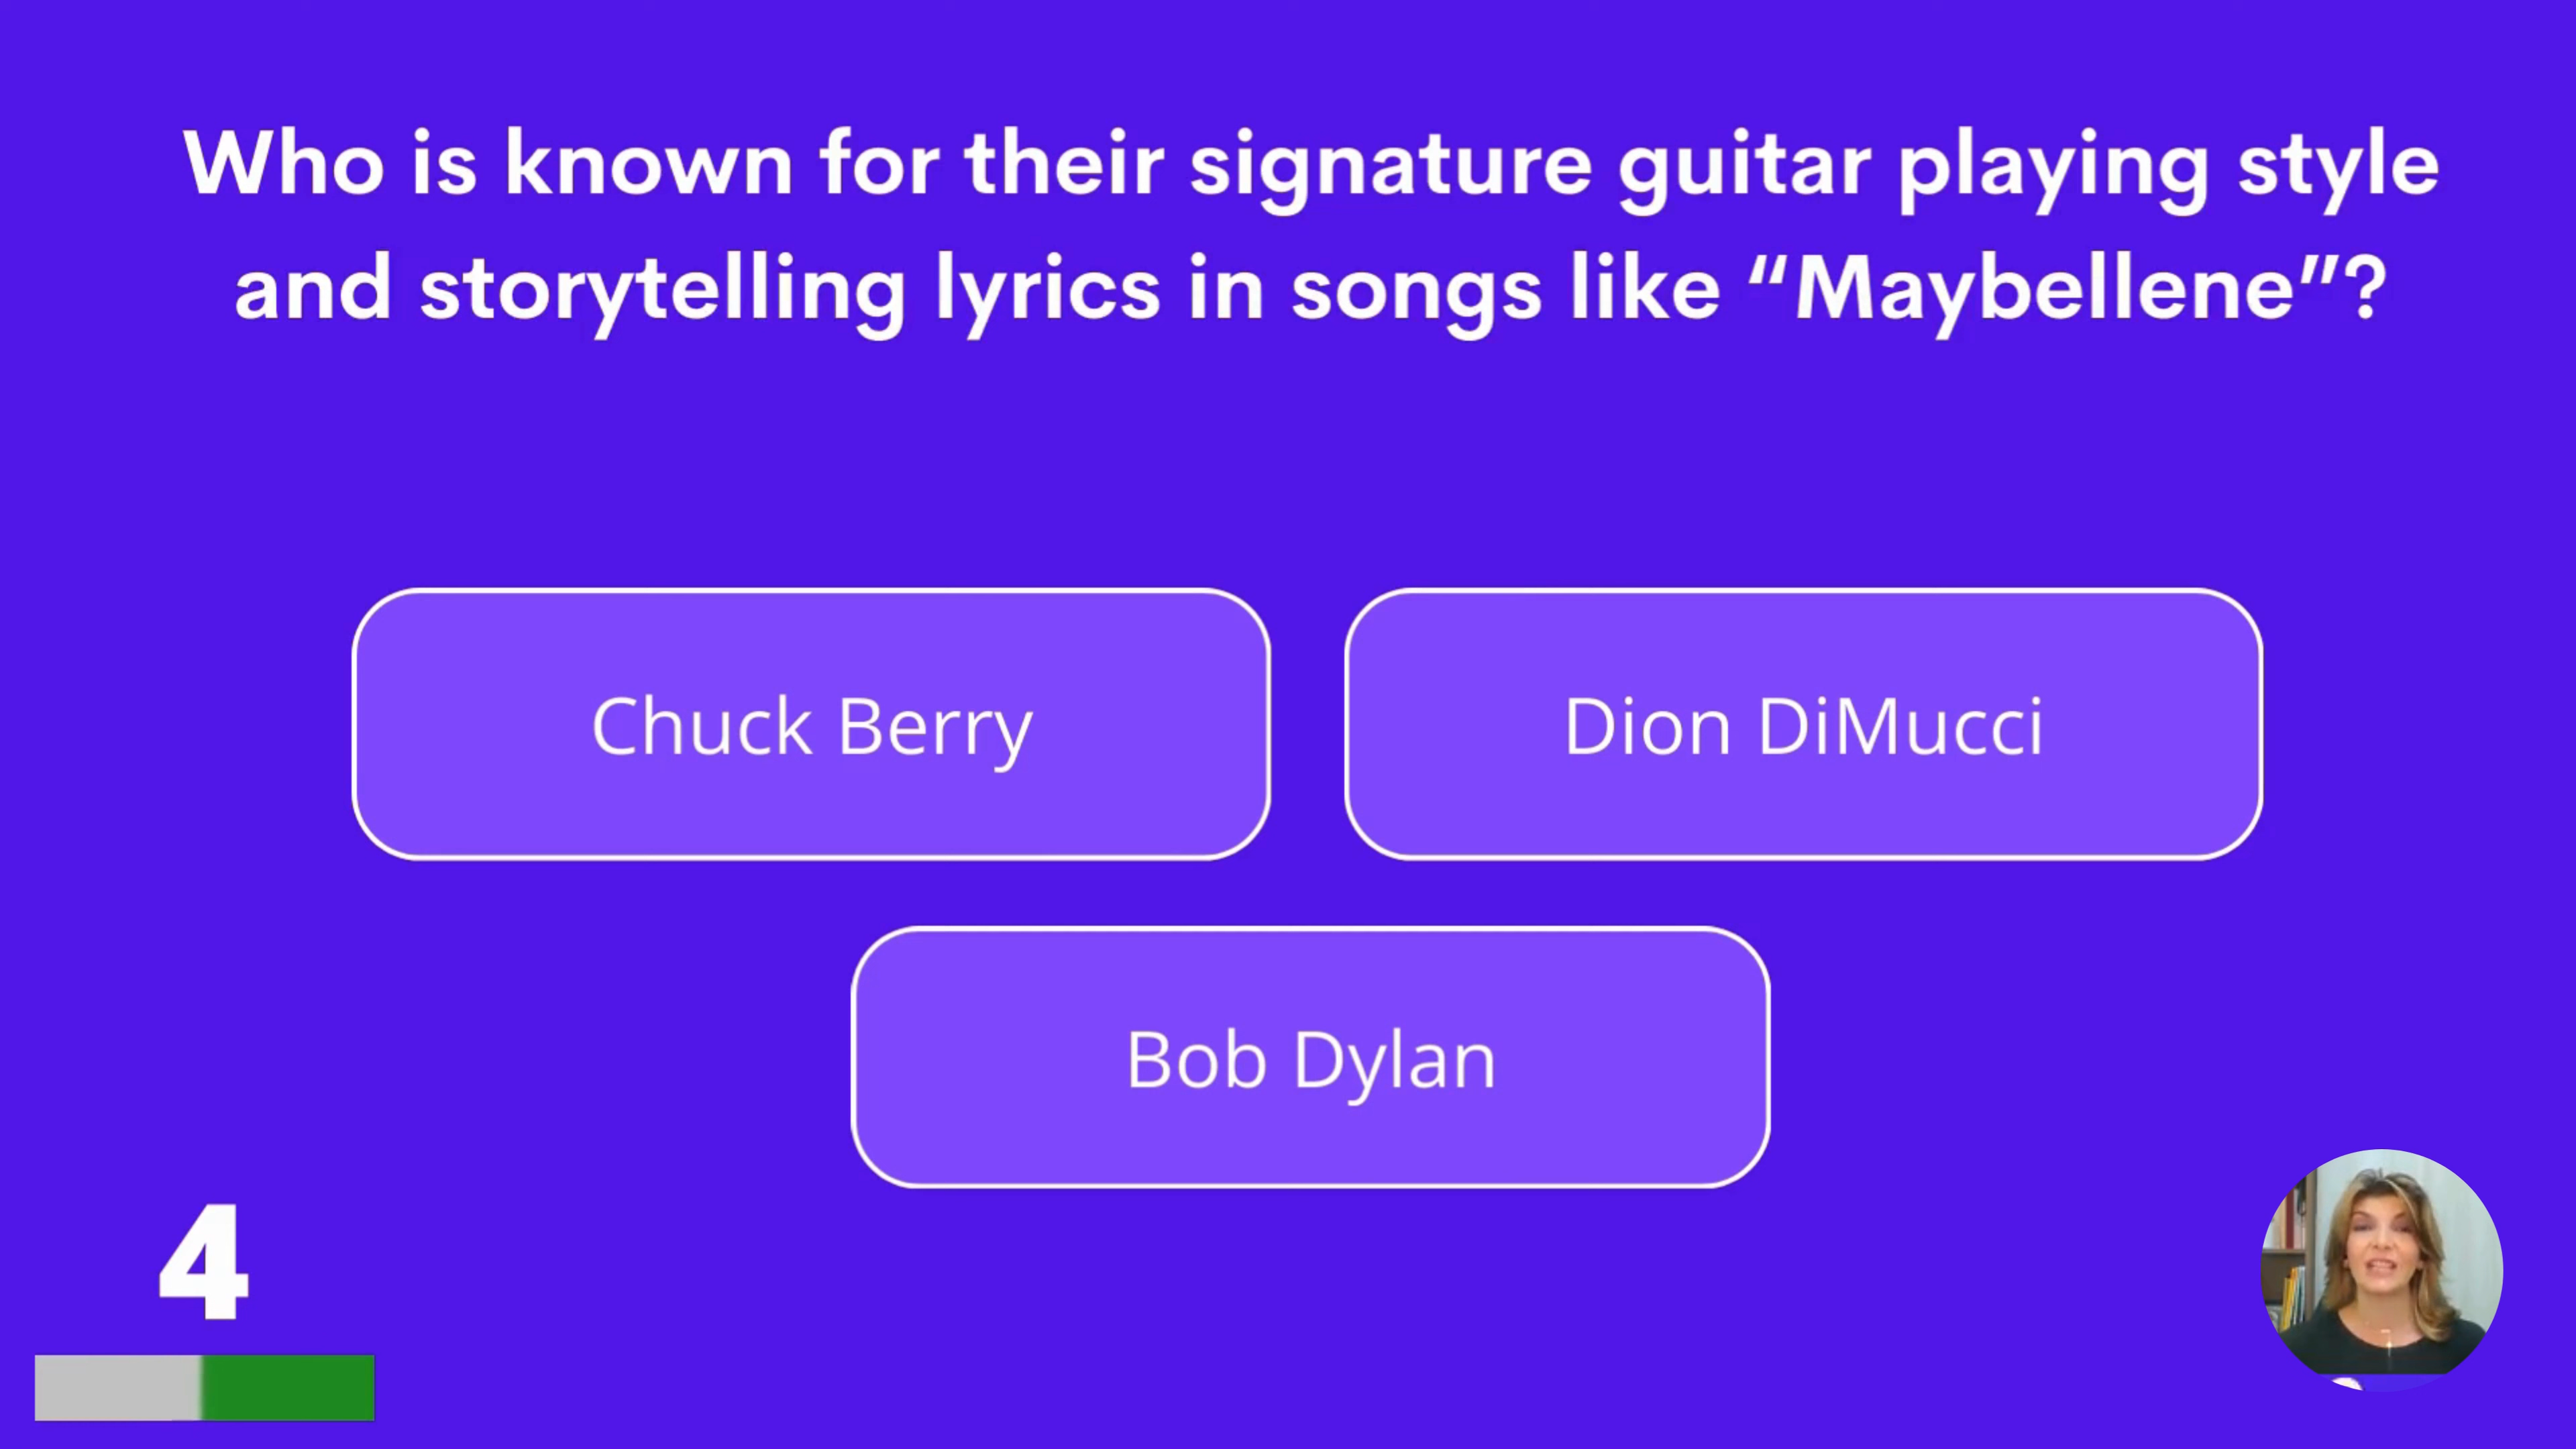 Who is known for their signature guitar playing style
and storytelling lyrics in songs like “Maybellene”?
Chuck Berry
Dion DiMucci
Bob Dylan
4